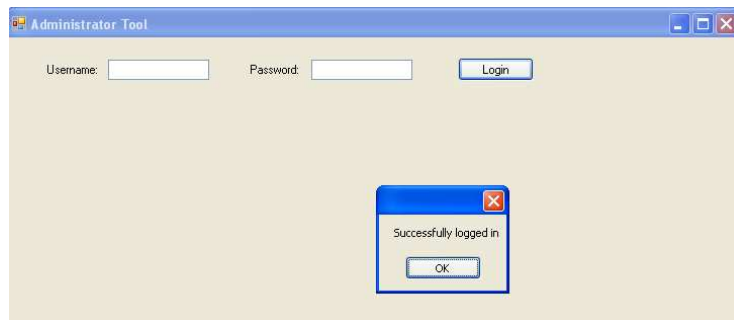 Administrator Tool
Username: Password: Login
Successfully logged in
OK